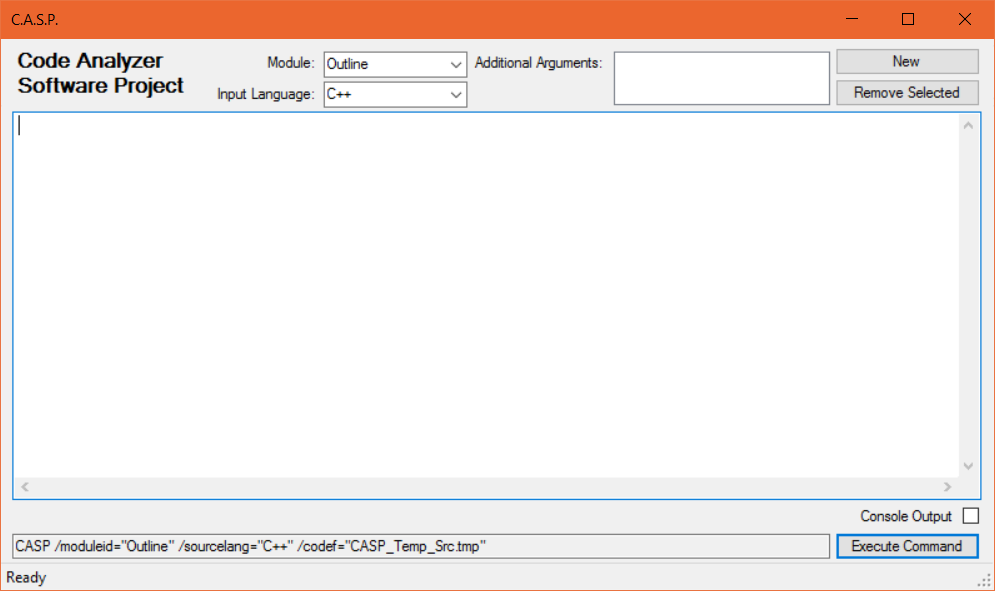 C.A.S.P.
Code Analyzer
Software Project
Module:
Outline
Input Language:
C++
Additional Arguments:
New
Remove Selected
Console Output
CASP /moduleid="Outline" /sourcelang="C++" /codef="CASP_Temp_Src.tmp"
Execute Command
Ready